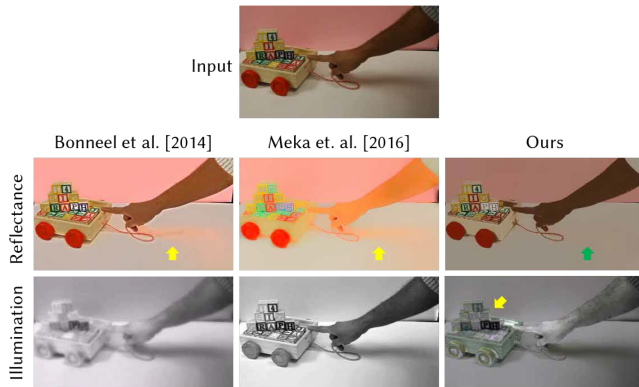 Input
Bonneel et al. [2014]
Meka et. al. [2016]
Ours
Reflectance
Illumination